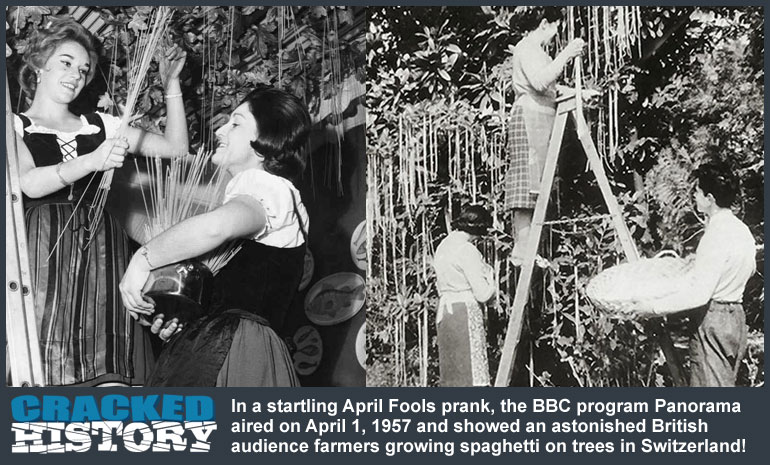 CRACKED
HISTORY
In a startling April Fools prank, the BBC program Panorama
aired on April 1, 1957 and showed an astonished British
audience farmers growing spaghetti on trees in Switzerland!